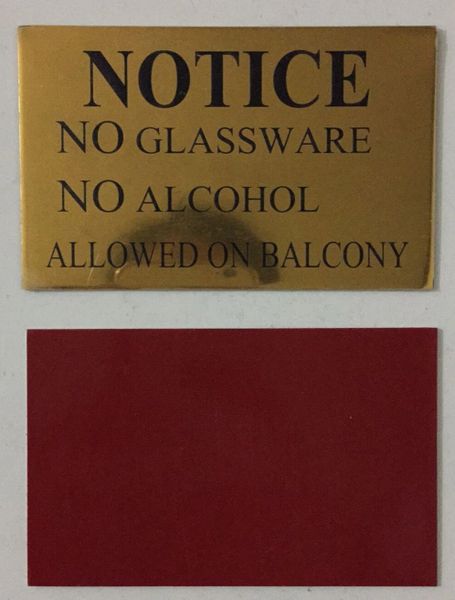 NOTICE
NO GLASSWARE
NO ALCOHOL
ALLOWED ON BALCONY